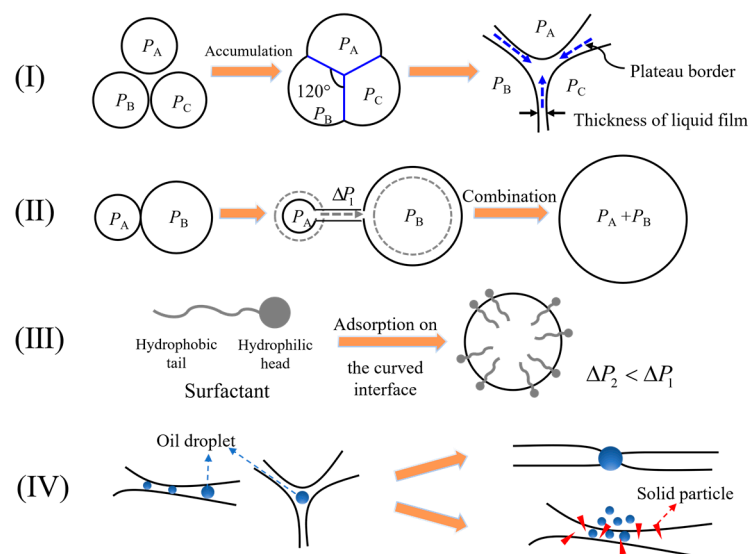 (I)
P_A
P_B
P_C
Accumulation
P_A
120°
P_B
P_C
P_A
P_B
P_C
Plateau border
Thickness of liquid film
(II)
P_A
P_B
ΔP_1
P_A
P_B
Combination
P_A+P_B
(III)
Hydrophobic
tail
Hydrophilic
head
Surfactant
Adsorption on
the curved
interface
ΔP_2 < ΔP_1
(IV)
Oil droplet
Solid particle